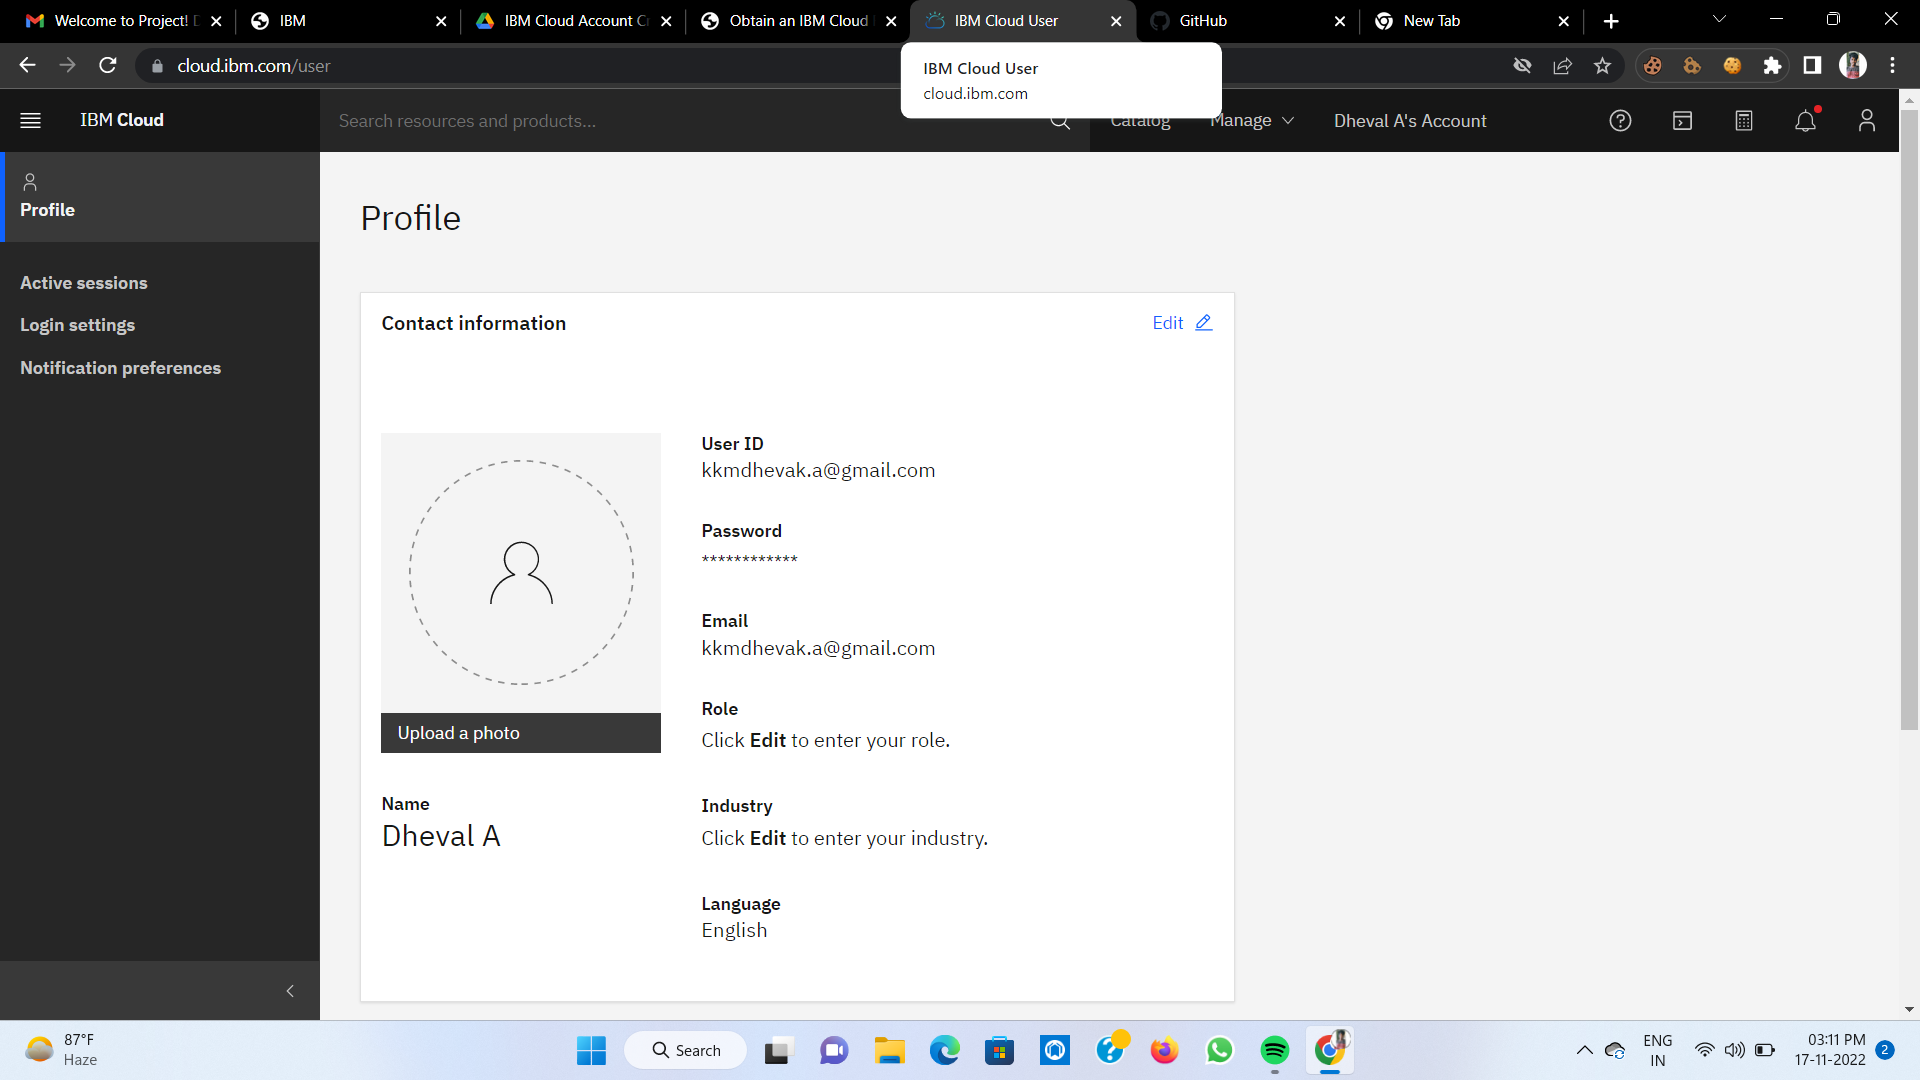 Welcome to Project!
IBM
IBM Cloud Account
Obtain an IBM Cloud
IBM Cloud User
GitHub
New Tab
cloud.ibm.com/user
IBM Cloud User
cloud.ibm.com
IBM Cloud
Search resources and products...
Catalog
Manage
Dheval A's Account
Profile
Active sessions
Login settings
Notification preferences
Profile
Contact information
Edit
Upload a photo
Name
Dheval A
User ID
kkmdhevak.a@gmail.com
Password
************
Email
kkmdhevak.a@gmail.com
Role
Click Edit to enter your role.
Industry
Click Edit to enter your industry.
Language
English
87°F
Haze
Search
ENG
IN
03:11 PM
17-11-2022
2